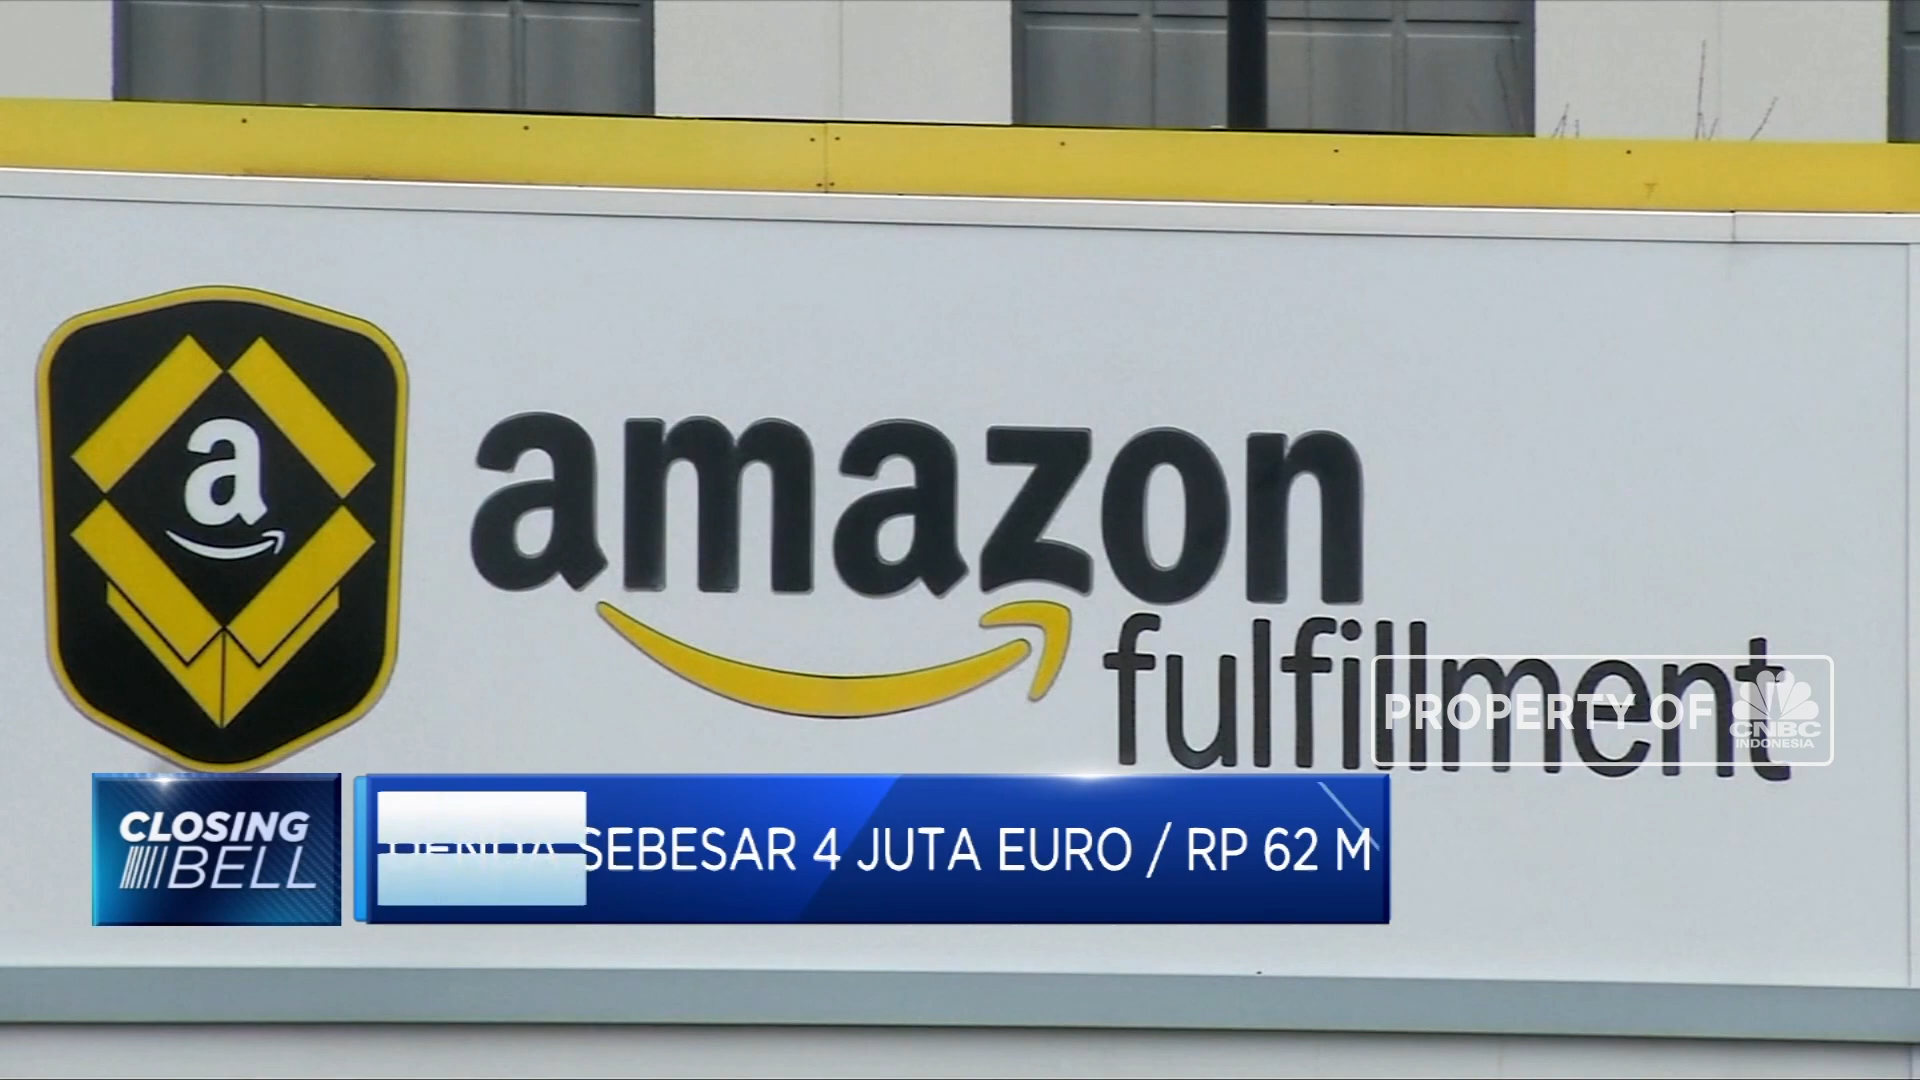 a
amazon
fulfillment
PROPERTY OF
CNBC
INDONESIA
CLOSING
BELL
SEBESAR 4 JUTA EURO / RP 62 M